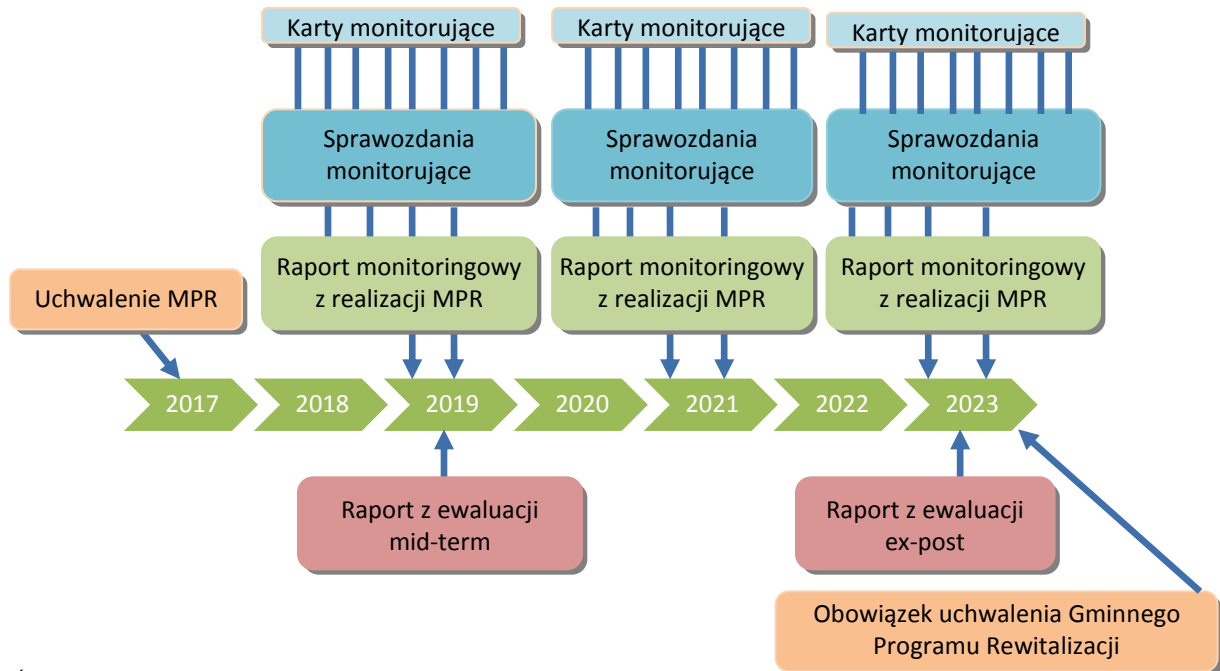 Karty monitorujące
Karty monitorujące
Karty monitorujące
Sprawozdania
monitorujące
Sprawozdania
monitorujące
Sprawozdania
monitorujące
Uchwalenie MPR
Raport monitoringowy
z realizacji MPR
Raport monitoringowy
z realizacji MPR
Raport monitoringowy
z realizacji MPR
2017
2018
2019
2020
2021
2022
2023
Raport z ewaluacji
mid-term
Raport z ewaluacji
ex-post
Obowiązek uchwalenia Gminnego
Programu Rewitalizacji